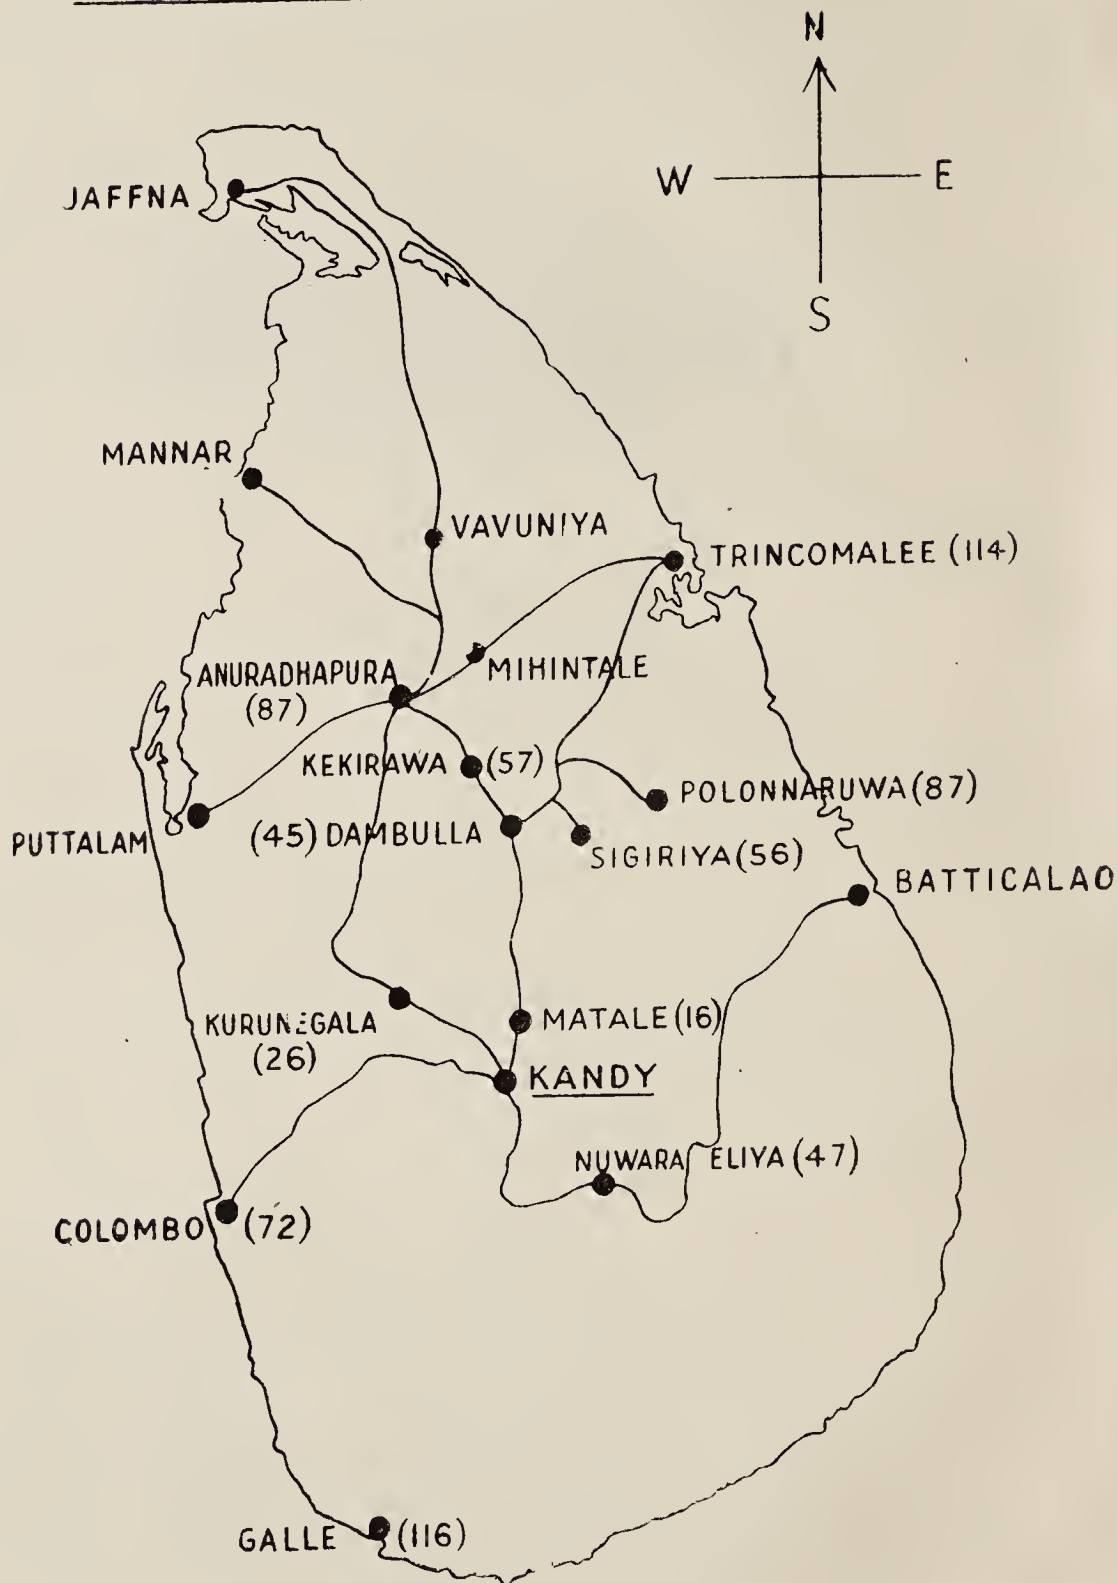 N
W E
S
JAFFNA
MANNAR
VAVUNIYA
TRINCOMALEE (114)
ANURADHAPURA
(87)
MIHINTALE
KEKIRAWA (57)
POLONNARUWA (87)
PUTTALAM
(45) DAMBULLA
SIGIRIYA (56)
BATTICALAO
KURUNEGALA
(26)
MATALE (16)
KANDY
NUWARA ELIYA (47)
COLOMBO (72)
GALLE (116)